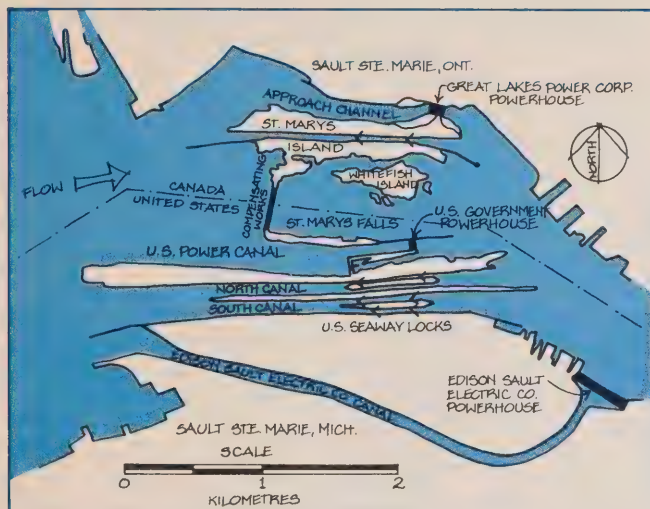 SAULT STE. MARIE, ONT.
GREAT LAKES POWER CORP.
POWERHOUSE
APPROACH CHANNEL
ST. MARYS
ISLAND
NORTH
COMPENSATING
WORKS
WHITEFISH
ISLAND
FLOW
CANADA
UNITED STATES
ST. MARYS FALLS
U.S. GOVERNMENT
POWERHOUSE
U.S. POWER CANAL
NORTH CANAL
SOUTH CANAL
U.S. SEAWAY LOCKS
EDISON SAULT ELECTRIC CO. CANAL
EDISON SAULT
ELECTRIC CO.
POWERHOUSE
SAULT STE. MARIE, MICH.
SCALE
0 1 2
KILOMETRES